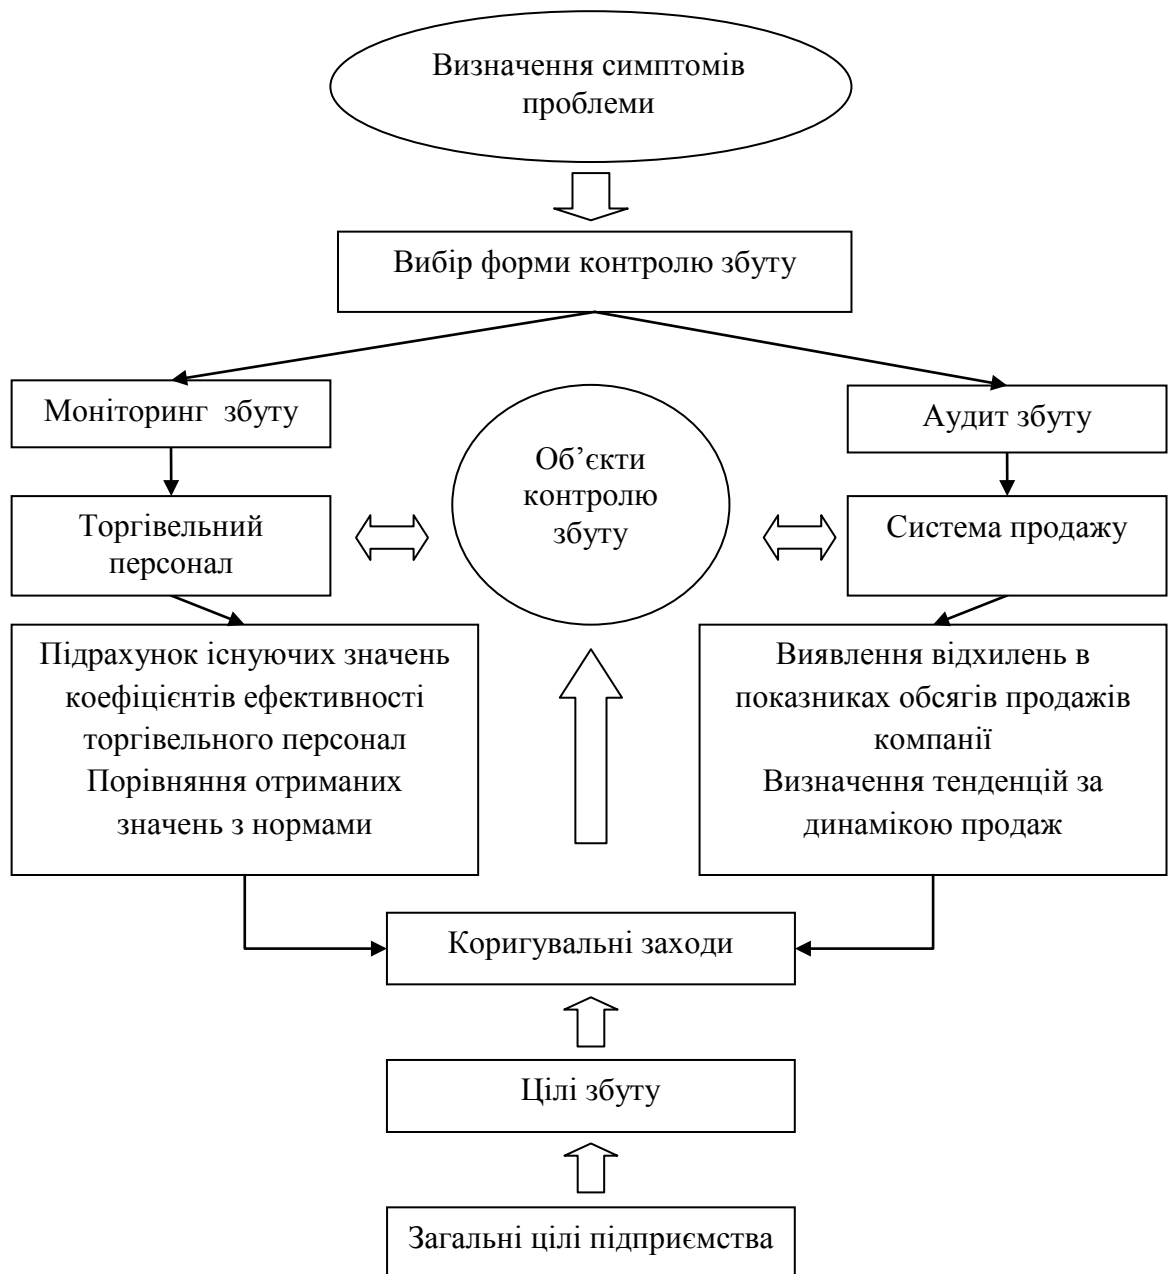 Визначення симптомів
проблеми
Вибір форми контролю збуту
Моніторинг збуту
Аудит збуту
Об’єкти
контролю
збуту
Торгівельний
персонал
Система продажу
Підрахунок існуючих значень
коефіцієнтів ефективності
торгівельного персонал
Порівняння отриманих
значень з нормами
Виявлення відхилень в
показниках обсягів продажів
компанії
Визначення тенденцій за
динамікою продаж
Коригувальні заходи
Цілі збуту
Загальні цілі підприємства